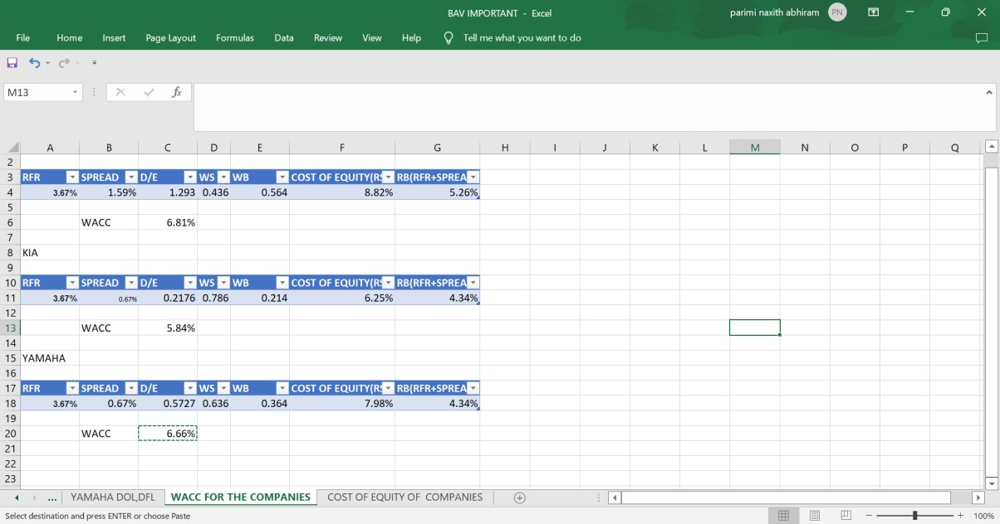 BAV IMPORTANT - Excel
parimi naxith abhiram PN
File Home Insert Page Layout Formulas Data Review View Help Tell me what you want to do
M13 fx
A B C D E F G H I J K L M N O P Q
2
3 RFR SPREAD D/E WS WB COST OF EQUITY(RS RB(RFR+SPREA
4 3.67% 1.59% 1.293 0.436 0.564 8.82% 5.26%
5
6 WACC 6.81%
7
8 KIA
9
10 RFR SPREAD D/E WS WB COST OF EQUITY(RS RB(RFR+SPREA
11 3.67% 0.67% 0.2176 0.786 0.214 6.25% 4.34%
12
13 WACC 5.84%
14
15 YAMAHA
16
17 RFR SPREAD D/E WS WB COST OF EQUITY(RS RB(RFR+SPREA
18 3.67% 0.67% 0.5727 0.636 0.364 7.98% 4.34%
19
20 WACC 6.66%
21
22
23
... YAMAHA DOL,DFL WACC FOR THE COMPANIES COST OF EQUITY OF COMPANIES
Select destination and press ENTER or choose Paste 100%